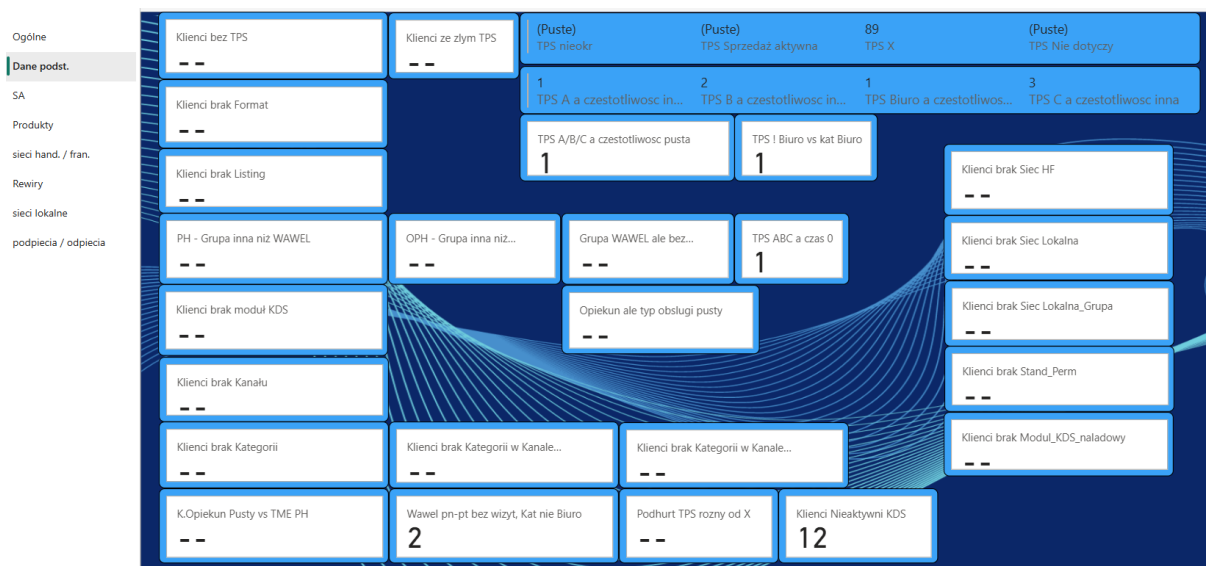 Ogólne
Dane podst.
SA
Produkty
sieci hand. / fran.
Rewiry
sieci lokalne
podpiecia / odpiecia
Klienci bez TPS
--
Klienci ze zlym TPS
--
(Puste)
TPS nieokr
(Puste)
TPS Sprzedaż aktywna
89
TPS X
(Puste)
TPS Nie dotyczy
1
TPS A a czestotliwosc in...
2
TPS B a czestotliwosc in...
1
TPS Biuro a czestotliwos...
3
TPS C a czestotliwosc inna
Klienci brak Format
--
TPS A/B/C a czestotliwosc pusta
1
TPS ! Biuro vs kat Biuro
1
Klienci brak Listing
--
Klienci brak Siec HF
--
PH - Grupa inna niż WAWEL
--
OPH - Grupa inna niż...
--
Grupa WAWEL ale bez...
--
TPS ABC a czas 0
1
Klienci brak Siec Lokalna
--
Klienci brak moduł KDS
--
Opiekun ale typ obslugi pusty
--
Klienci brak Siec Lokalna_Grupa
--
Klienci brak Kanału
--
Klienci brak Stand_Perm
--
Klienci brak Kategorii
--
Klienci brak Kategorii w Kanale...
--
Klienci brak Kategorii w Kanale...
--
Klienci brak Modul_KDS_naladowy
--
K.Opiekun Pusty vs TME PH
--
Wawel pn-pt bez wizyt, Kat nie Biuro
2
Podhurt TPS rozny od X
--
Klienci Nieaktywni KDS
12